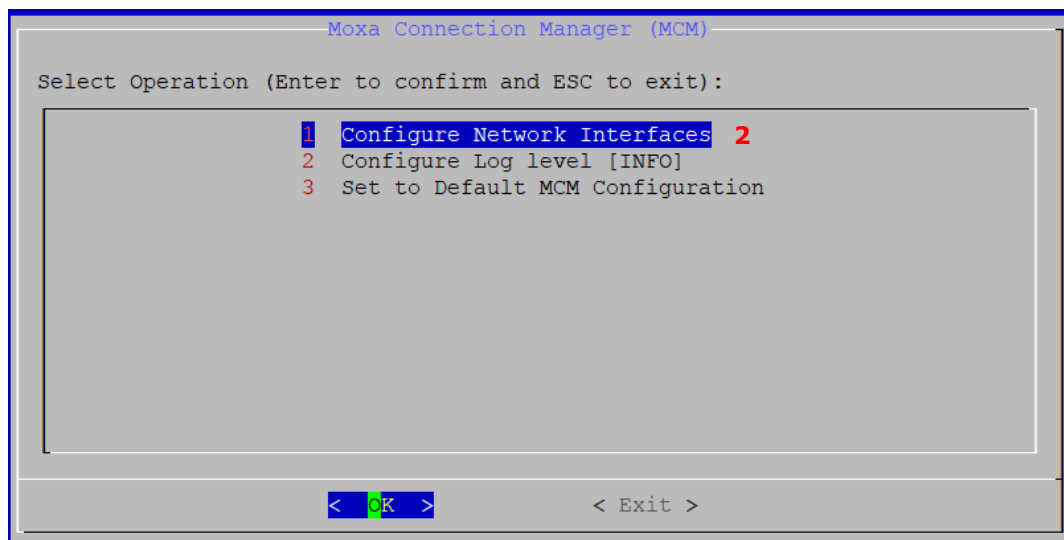 Moxa Connection Manager (MCM)
Select Operation (Enter to confirm and ESC to exit):
1 Configure Network Interfaces 2
2 Configure Log level [INFO]
3 Set to Default MCM Configuration
< OK > < Exit >